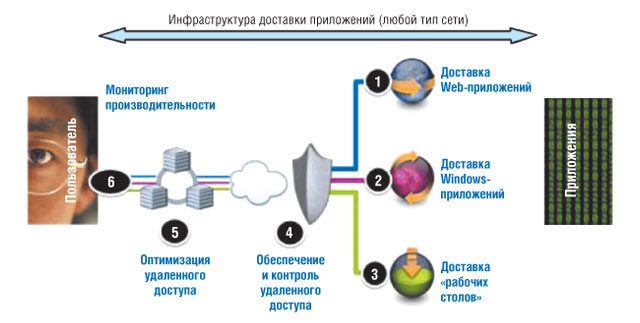 Инфраструктура доставки приложений (любой тип сети)
Мониторинг
производительности
Пользователь
6
5
Оптимизация
удаленного
доступа
4
Обеспечение
и контроль
удаленного
доступа
1
Доставка
Web-приложений
2
Доставка
Windows-
приложений
3
Доставка
«рабочих
столов»
Приложения